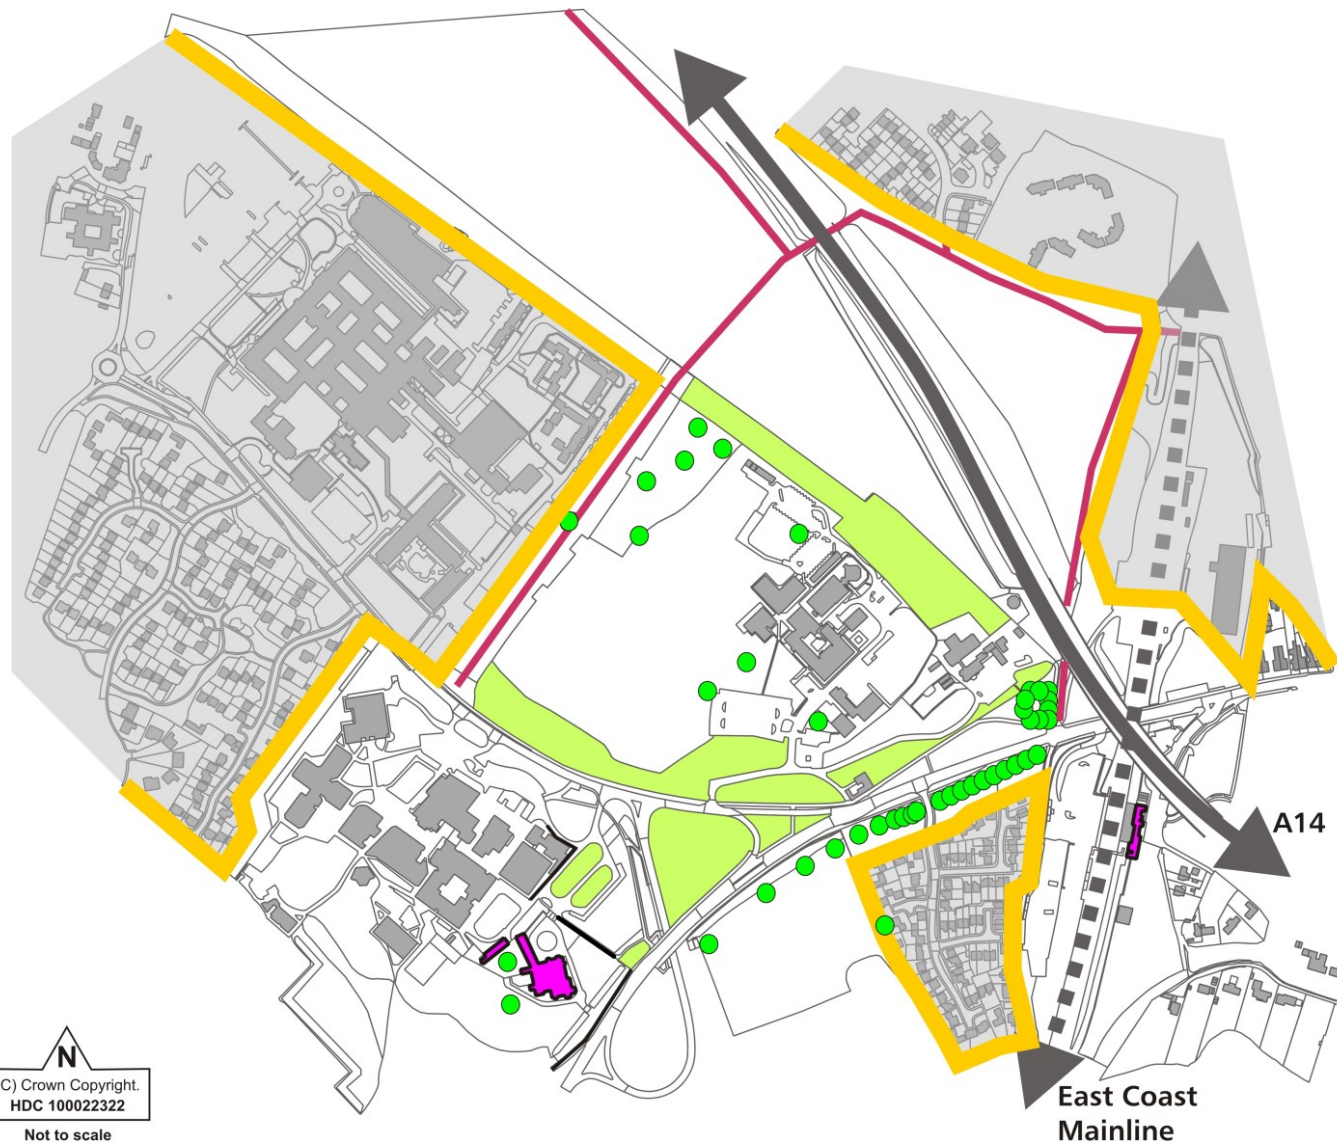 A14
N
C) Crown Copyright.
HDC 100022322
Not to scale
East Coast
Mainline